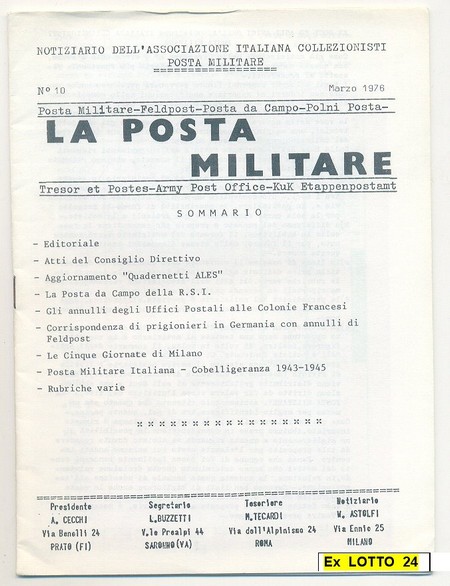 NOTIZIARIO DELL'ASSOCIAZIONE ITALIANA COLLEZIONISTI
POSTA MILITARE
==================
N° 10 Marzo 1976
Posta Militare-Feldpost-Posta da Campo-Polni Posta-
LA POSTA
MILITARE
Tresor et Postes-Army Post Office-KuK Etappenpostamt
SOMMARIO
- Editoriale
- Atti del Consiglio Direttivo
- Aggiornamento "Quadernetti ALES"
- La Posta da Campo della R.S.I.
- Gli annulli degli Uffici Postali alle Colonie Francesi
- Corrispondenza di prigionieri in Germania con annulli di
Feldpost
- Le Cinque Giornate di Milano
- Posta Militare Italiana - Cobelligeranza 1943-1945
- Rubriche varie
Presidente Segretario Tesoriere Notiziario
A. CECCHI L.BUZZETTI M.TECARDI W. ASTOLFI
Via Benelli 24 V.le Prealpi 44 Via dell'Alpinismo 24 Via Ennio 25
PRATO (FI) SARONNO(VA) ROMA MILANO
Ex LOTTO 24